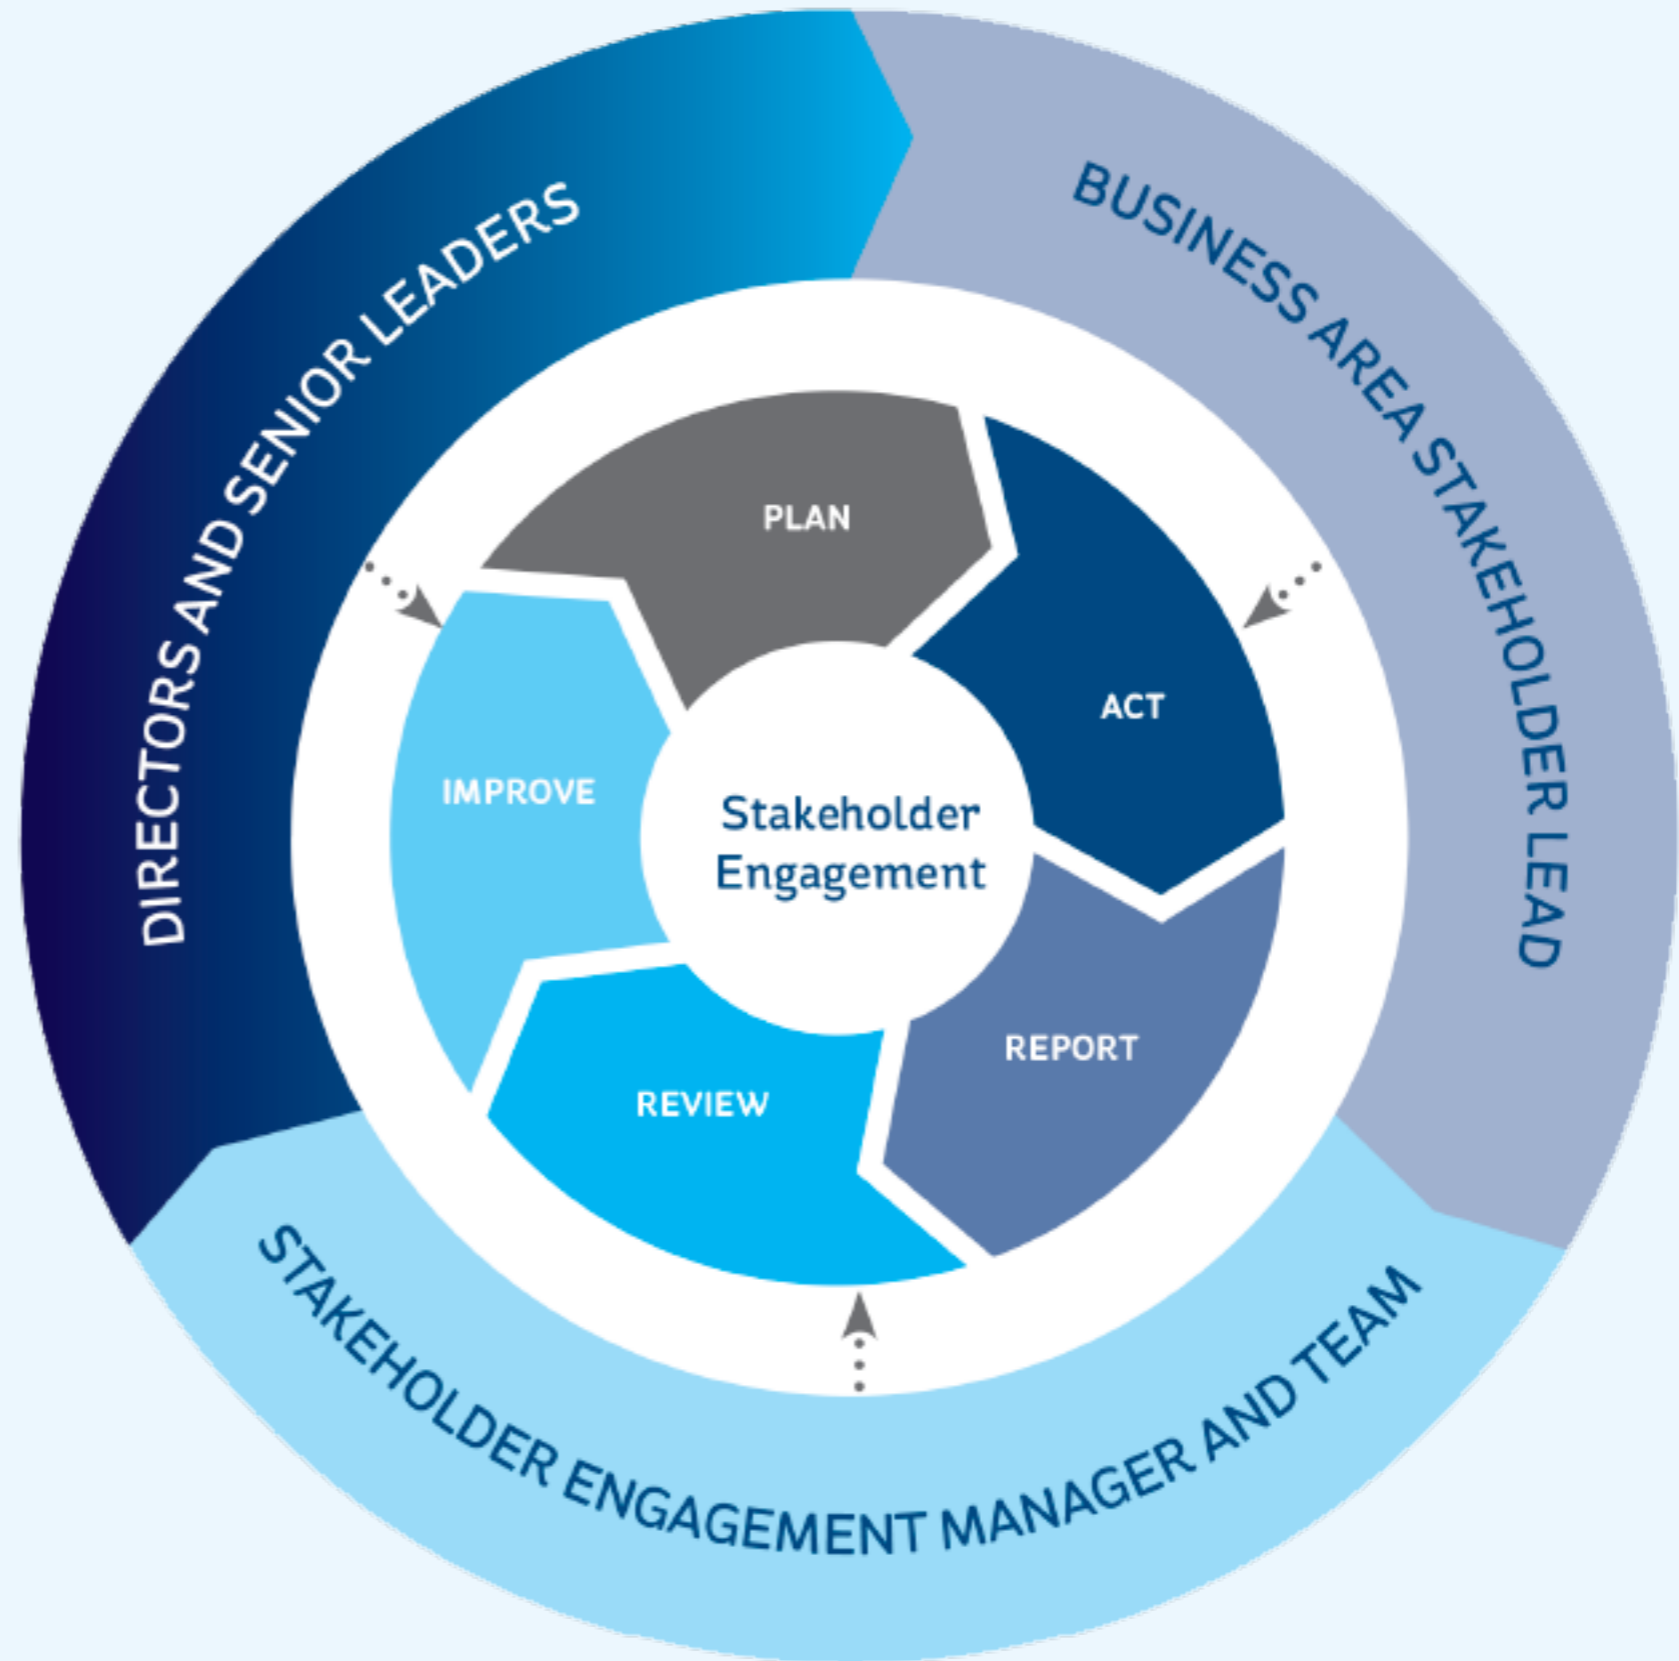 DIRECTORS AND SENIOR LEADERS
BUSINESS AREA STAKEHOLDER LEAD
STAKEHOLDER ENGAGEMENT MANAGER AND TEAM
PLAN
ACT
REPORT
REVIEW
IMPROVE
Stakeholder
Engagement